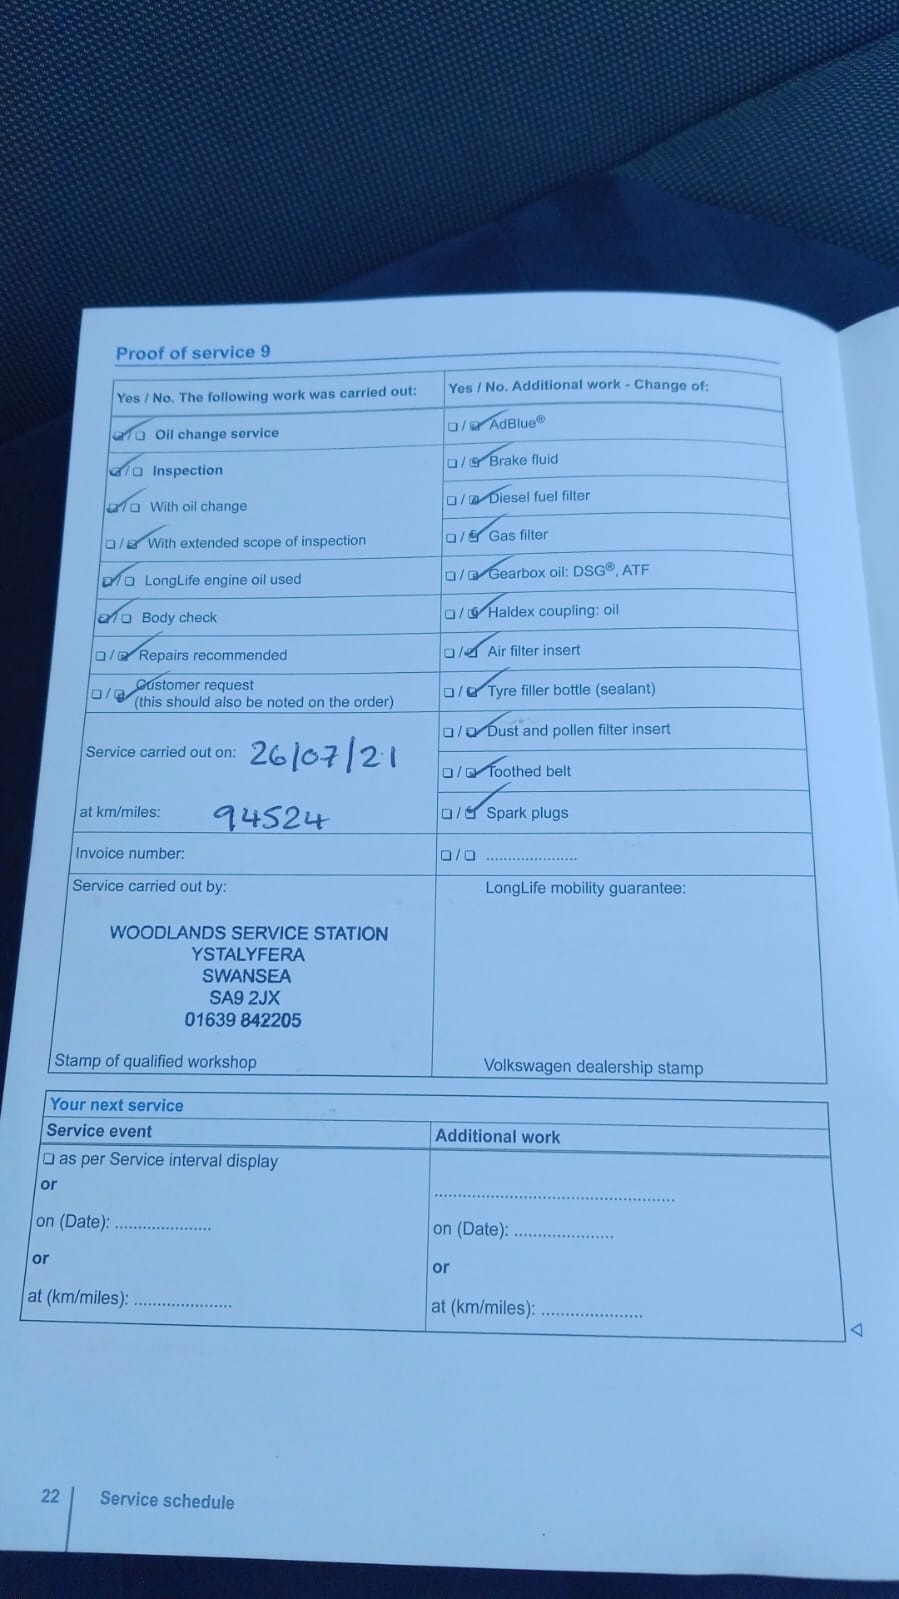 Proof of service 9
Yes / No. The following work was carried out:
☑/❏ Oil change service
☑/❏ Inspection
☑/❏ With oil change
❏/☑ With extended scope of inspection
☑/❏ LongLife engine oil used
☑/❏ Body check
❏/☑ Repairs recommended
❏/☑ Customer request
(this should also be noted on the order)
Service carried out on: 26/07/21
at km/miles: 94524
Invoice number:
Service carried out by:
WOODLANDS SERVICE STATION
YSTALYFERA
SWANSEA
SA9 2JX
01639 842205
Stamp of qualified workshop
Yes / No. Additional work - Change of:
❏/☑ AdBlue®
❏/☑ Brake fluid
❏/☑ Diesel fuel filter
❏/☑ Gas filter
❏/☑ Gearbox oil: DSG®, ATF
❏/☑ Haldex coupling: oil
❏/☑ Air filter insert
❏/☑ Tyre filler bottle (sealant)
❏/☑ Dust and pollen filter insert
❏/☑ Toothed belt
❏/☑ Spark plugs
❏/❏ .....................
LongLife mobility guarantee:
Volkswagen dealership stamp
Your next service
Service event
❏ as per Service interval display
or
on (Date): .....................
or
at (km/miles): .....................
Additional work
.....................................................
on (Date): .....................
or
at (km/miles): .....................
22 Service schedule